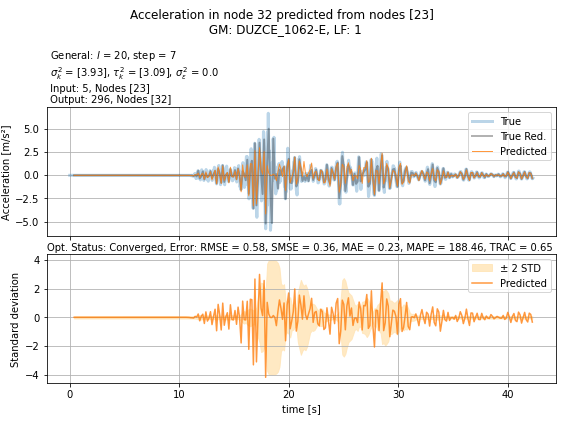 Acceleration in node 32 predicted from nodes [23]
GM: DUZCE_1062-E, LF: 1
General: l = 20, step = 7
σ²ₖ = [3.93], τ²ₖ = [3.09], σ²ε = 0.0
Input: 5, Nodes [23]
Output: 296, Nodes [32]
Acceleration [m/s²]
5.0
2.5
0.0
−2.5
−5.0
True
True Red.
Predicted
Opt. Status: Converged, Error: RMSE = 0.58, SMSE = 0.36, MAE = 0.23, MAPE = 188.46, TRAC = 0.65
Standard deviation
4
2
0
−2
−4
± 2 STD
Predicted
0 10 20 30 40
time [s]